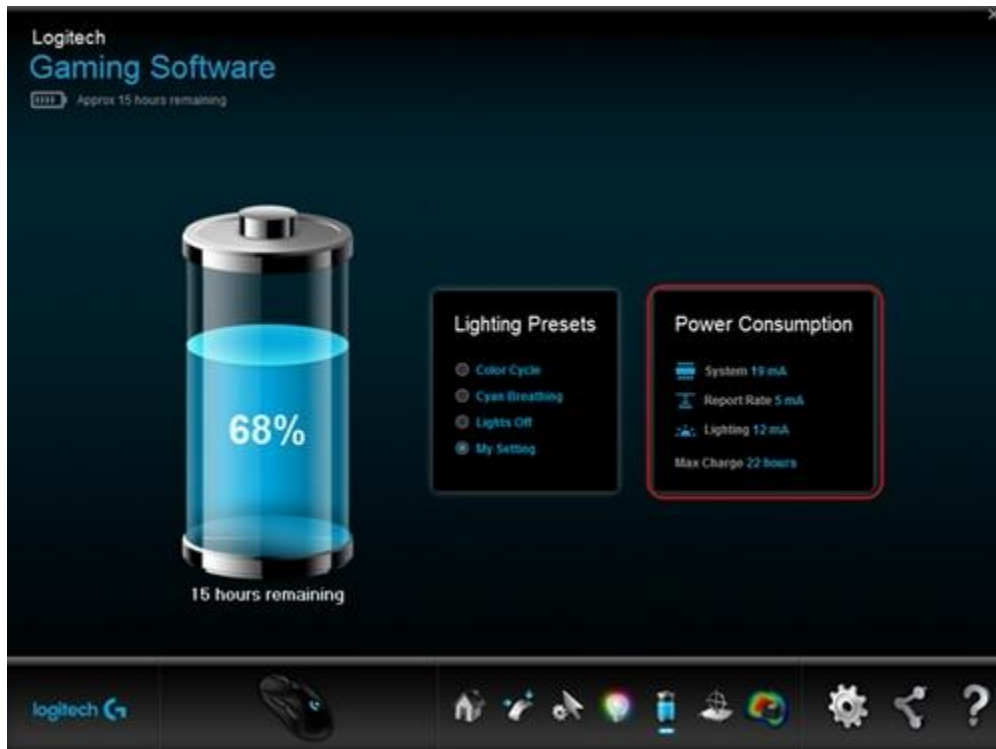 Logitech
Gaming Software
Approx 15 hours remaining
68%
15 hours remaining
Lighting Presets
Color Cycle
Cyan Breathing
Lights Off
My Setting
Power Consumption
System 19 mA
Report Rate 5 mA
Lighting 12 mA
Max Charge 22 hours
logitech G
?